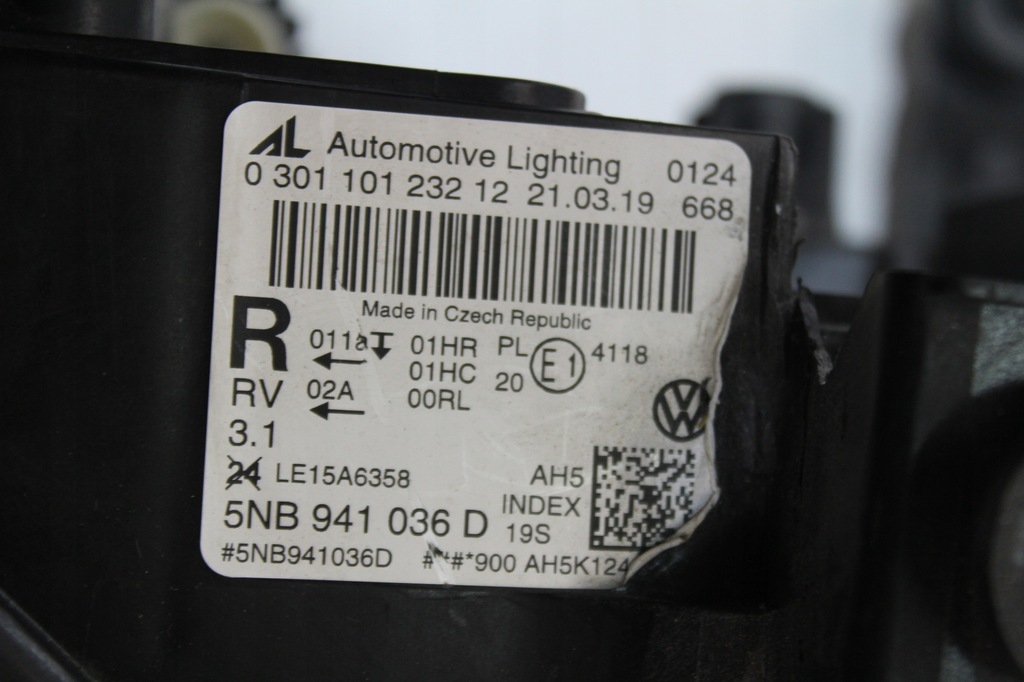 AL Automotive Lighting 0124
0 301 101 232 12 21.03.19 668
Made in Czech Republic
R 011a 01HR PL E1 4118
01HC 20
RV 02A 00RL
3.1
24 LE15A6358 AH5
INDEX
5NB 941 036 D 19S
#5NB941036D #*#*900 AH5K124